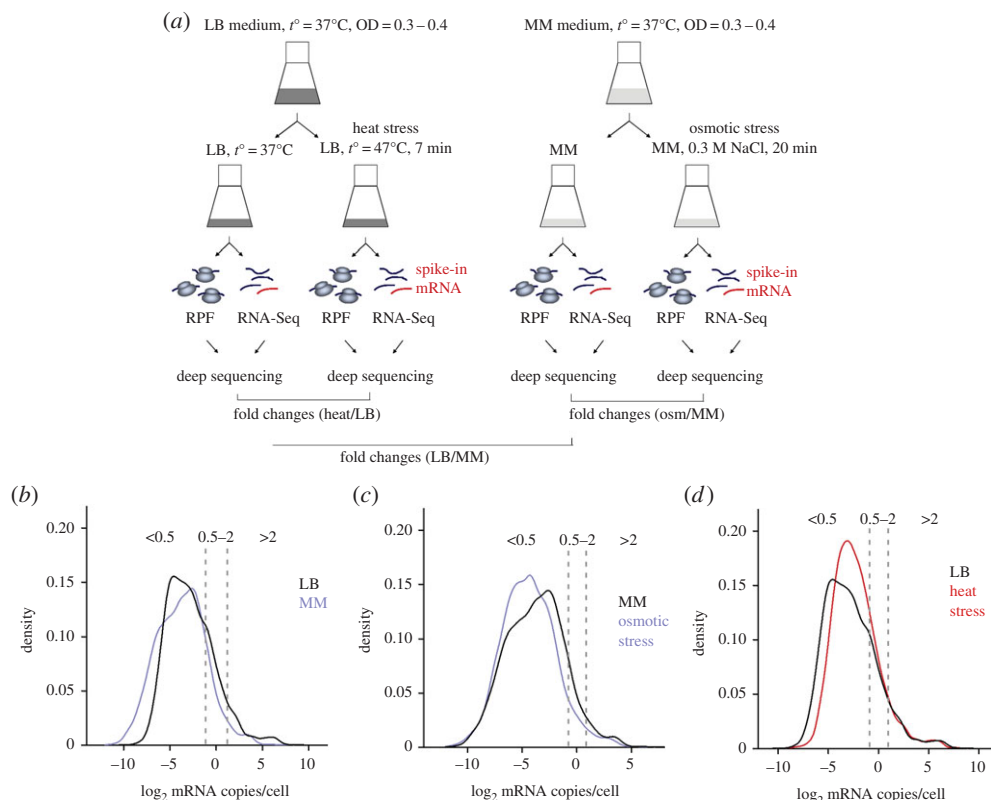 (a)
LB medium, t° = 37°C, OD = 0.3 – 0.4
MM medium, t° = 37°C, OD = 0.3 – 0.4
heat stress
LB, t° = 37°C
LB, t° = 47°C, 7 min
osmotic stress
MM
MM, 0.3 M NaCl, 20 min
spike-in
mRNA
spike-in
mRNA
RPF RNA-Seq
RPF RNA-Seq
RPF RNA-Seq
RPF RNA-Seq
deep sequencing
deep sequencing
deep sequencing
deep sequencing
fold changes (heat/LB)
fold changes (osm/MM)
fold changes (LB/MM)
(b)
0.20
0.15
0.10
0.05
0
density
<0.5 0.5–2 >2
LB
MM
–10 –5 0 5 10
log2 mRNA copies/cell
(c)
0.20
0.15
0.10
0.05
0
density
<0.5 0.5–2 >2
MM
osmotic
stress
–10 –5 0 5
log2 mRNA copies/cell
(d)
0.20
0.15
0.10
0.05
0
density
<0.5 0.5–2 >2
LB
heat
stress
–10 –5 0 5 10
log2 mRNA copies/cell